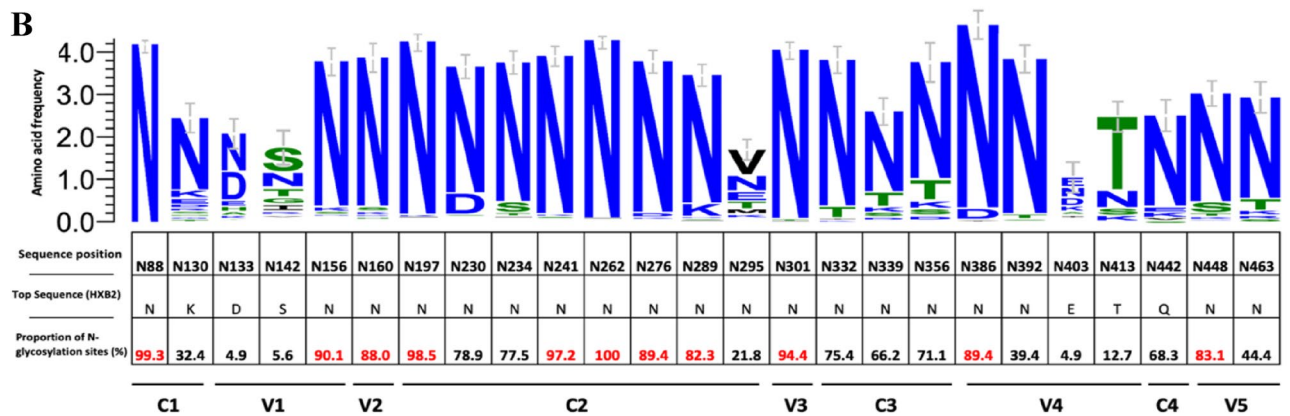 B
Amino acid frequency
4.0
3.0
2.0
1.0
0.0
Sequence position N88 N130 N133 N142 N156 N160 N197 N230 N234 N241 N262 N276 N289 N295 N301 N332 N339 N356 N386 N392 N403 N413 N442 N448 N463
Top Sequence (HXB2) N K D S N N N N N N N N N N N N N N N N E T Q N N
Proportion of N-
glycosylation sites (%) 99.3 32.4 4.9 5.6 90.1 88.0 98.5 78.9 77.5 97.2 100 89.4 82.3 21.8 94.4 75.4 66.2 71.1 89.4 39.4 4.9 12.7 68.3 83.1 44.4
C1 V1 V2 C2 V3 C3 V4 C4 V5